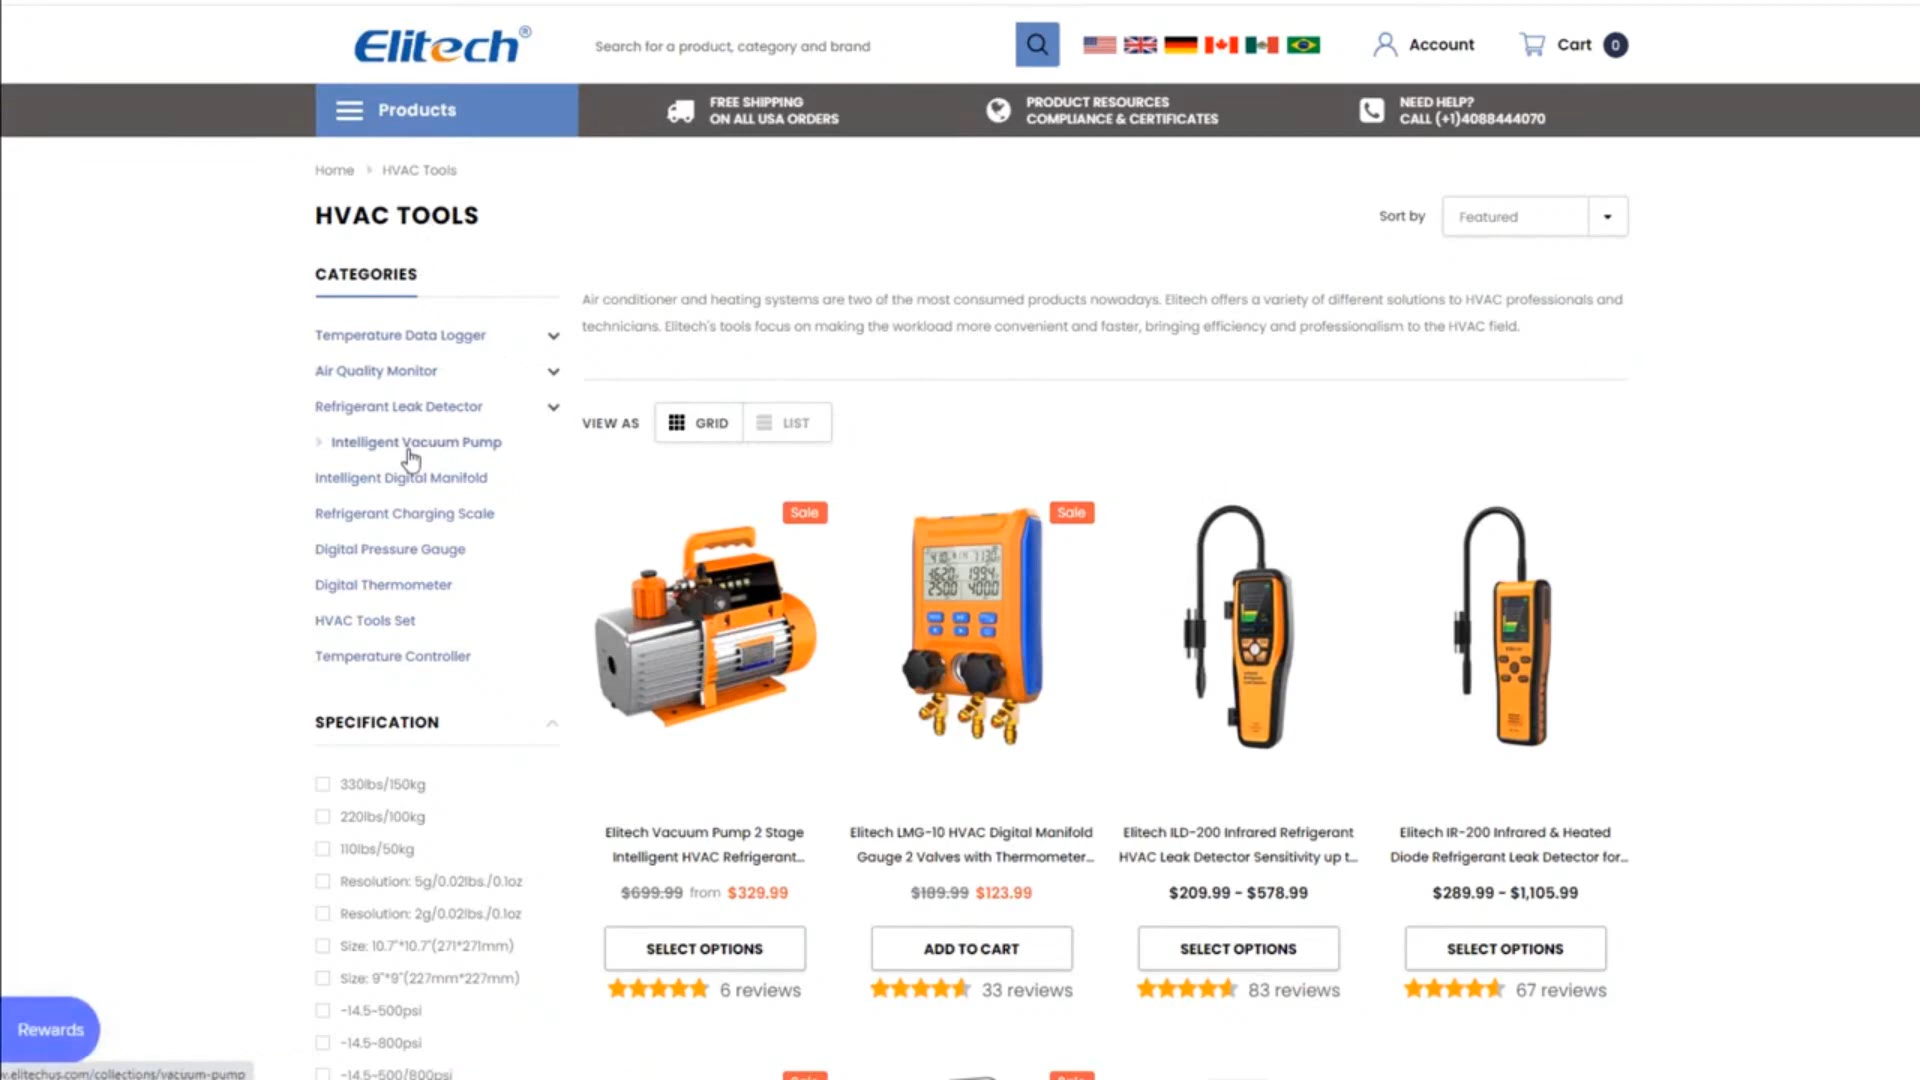 Elitech®
Search for a product, category and brand
Account
Cart 0
Products
FREE SHIPPING
ON ALL USA ORDERS
PRODUCT RESOURCES
COMPLIANCE & CERTIFICATES
NEED HELP?
CALL (+1)4088444070
Home
HVAC Tools
HVAC TOOLS
Sort by
Featured
CATEGORIES
Temperature Data Logger
Air Quality Monitor
Refrigerant Leak Detector
Intelligent Vacuum Pump
Intelligent Digital Manifold
Refrigerant Charging Scale
Digital Pressure Gauge
Digital Thermometer
HVAC Tools Set
Temperature Controller
SPECIFICATION
330lbs/150kg
220lbs/100kg
110lbs/50kg
Resolution: 5g/0.02lbs./0.1oz
Resolution: 2g/0.02lbs./0.1oz
Size: 10.7"*10.7"(271*271mm)
Size: 9"*9"(227mm*227mm)
-14.5~500psi
-14.5~800psi
-14.5~500/800psi
Air conditioner and heating systems are two of the most consumed products nowadays. Elitech offers a variety of different solutions to HVAC professionals and
technicians. Elitech's tools focus on making the workload more convenient and faster, bringing efficiency and professionalism to the HVAC field.
VIEW AS
GRID
LIST
Sale
Sale
Elitech Vacuum Pump 2 Stage
Intelligent HVAC Refrigerant...
$699.99 from $329.99
SELECT OPTIONS
6 reviews
Elitech LMG-10 HVAC Digital Manifold
Gauge 2 Valves with Thermometer...
$189.99 $123.99
ADD TO CART
33 reviews
Elitech ILD-200 Infrared Refrigerant
HVAC Leak Detector Sensitivity up t...
$209.99 - $578.99
SELECT OPTIONS
83 reviews
Elitech IR-200 Infrared & Heated
Diode Refrigerant Leak Detector for...
$289.99 - $1,105.99
SELECT OPTIONS
67 reviews
Sale
Sale
Rewards
w.elitechus.com/collections/vacuum-pump